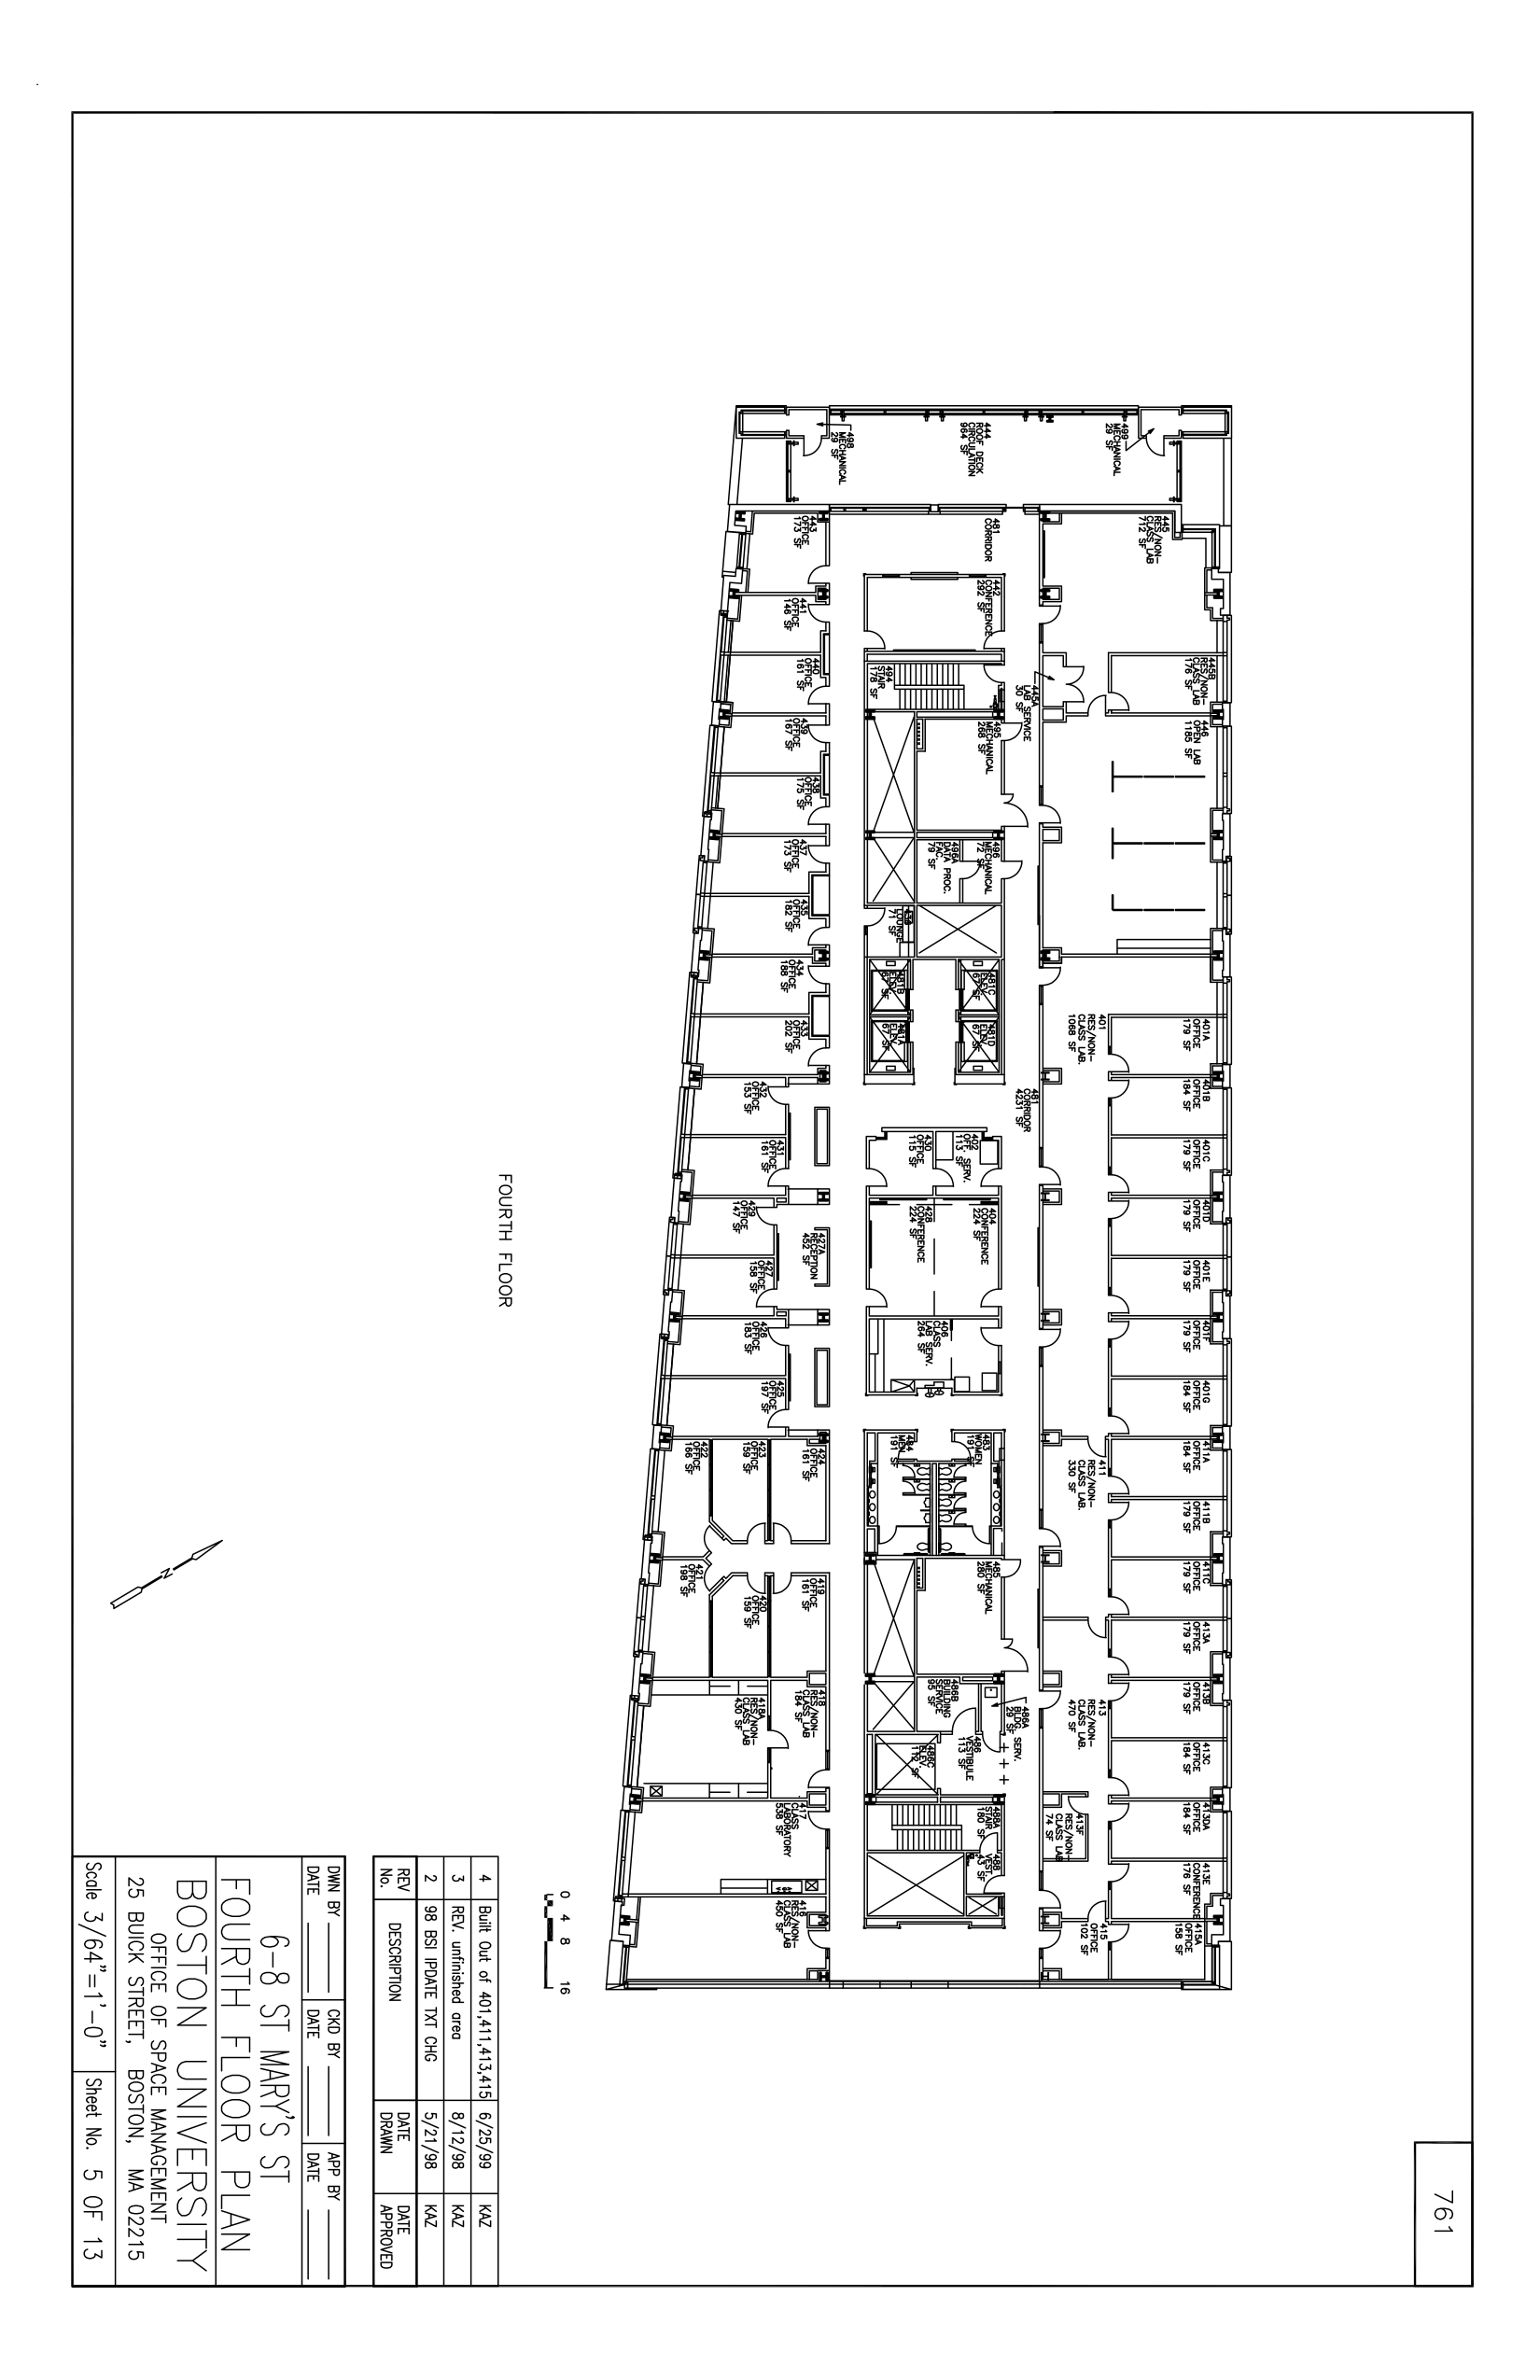 761
499
MECHANICAL
29 SF
444
ROOF DECK
CIRCULATION
964 SF
498
MECHANICAL
29 SF
445
RES/NON-
CLASS LAB
712 SF
445B
RES/NON-
CLASS LAB
176 SF
446
OPEN LAB
1185 SF
401A
OFFICE
179 SF
401B
OFFICE
184 SF
401C
OFFICE
179 SF
401D
OFFICE
179 SF
401E
OFFICE
179 SF
401F
OFFICE
179 SF
401G
OFFICE
184 SF
411A
OFFICE
184 SF
411B
OFFICE
179 SF
411C
OFFICE
179 SF
413A
OFFICE
179 SF
413B
OFFICE
179 SF
413C
OFFICE
184 SF
413DA
OFFICE
184 SF
413E
CONFERENCE
176 SF
415A
OFFICE
158 SF
401
RES/NON-
CLASS LAB.
1068 SF
411
RES/NON-
CLASS LAB.
330 SF
413
RES/NON-
CLASS LAB.
470 SF
413F
RES/NON-
CLASS LAB
74 SF
415
OFFICE
102 SF
445A
LAB SERVICE
30 SF
481
CORRIDOR
4231 SF
486A
BLDG. SERV.
29 SF
481
CORRIDOR
442
CONFERENCE
292 SF
494
STAIR
178 SF
495
MECHANICAL
268 SF
496
MECHANICAL
72 SF
496A
DATA PROC.
FAC.
79 SF
LOUNGE
71 SF
481C
ELEV.
67 SF
481D
ELEV.
67 SF
481B
ELEV.
67 SF
481A
ELEV.
67 SF
402
OFF. SERV.
113 SF
430
OFFICE
115 SF
404
CONFERENCE
224 SF
428
CONFERENCE
224 SF
406
CLASS
LAB SERV.
264 SF
483
WOMEN
191 SF
484
MEN
191 SF
485
MECHANICAL
280 SF
486B
BUILDING
SERVICE
95 SF
486
VESTIBULE
113 SF
486C
ELEV.
112 SF
488A
STAIR
180 SF
488
VEST.
43 SF
443
OFFICE
173 SF
441
OFFICE
146 SF
440
OFFICE
161 SF
439
OFFICE
167 SF
438
OFFICE
175 SF
437
OFFICE
173 SF
435
OFFICE
182 SF
434
OFFICE
188 SF
433
OFFICE
202 SF
432
OFFICE
153 SF
431
OFFICE
161 SF
429
OFFICE
147 SF
427A
RECEPTION
452 SF
427
OFFICE
158 SF
426
OFFICE
183 SF
425
OFFICE
197 SF
424
OFFICE
161 SF
423
OFFICE
159 SF
422
OFFICE
166 SF
421
OFFICE
198 SF
420
OFFICE
159 SF
419
OFFICE
161 SF
418
RES/NON-
CLASS LAB
184 SF
418A
RES/NON-
CLASS LAB
430 SF
417
CLASS
LABORATORY
538 SF
416
RES/NON-
CLASS LAB
450 SF
FOURTH FLOOR
0 4 8 16
N
4 Built Out of 401,411,413,415 6/25/99 KAZ
3 REV. unfinished area 8/12/98 KAZ
2 98 BSI IPDATE TXT CHG 5/21/98 KAZ
REV No. DESCRIPTION DATE DRAWN DATE APPROVED
DWN BY CKD BY APP BY
DATE DATE DATE
6-8 ST MARY'S ST
FOURTH FLOOR PLAN
BOSTON UNIVERSITY
OFFICE OF SPACE MANAGEMENT
25 BUICK STREET, BOSTON, MA 02215
Scale 3/64"=1'-0" Sheet No. 5 OF 13